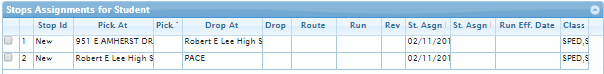 Stops Assignments for Student
Stop Id Pick At Pick Drop At Drop Route Run Rev St. Asgn St. Asgn Run Eff. Date Class
1 New 951 E AMHERST DR Robert E Lee High S 02/11/201 SPED,S
2 New Robert E Lee High S PACE 02/11/201 SPED,S